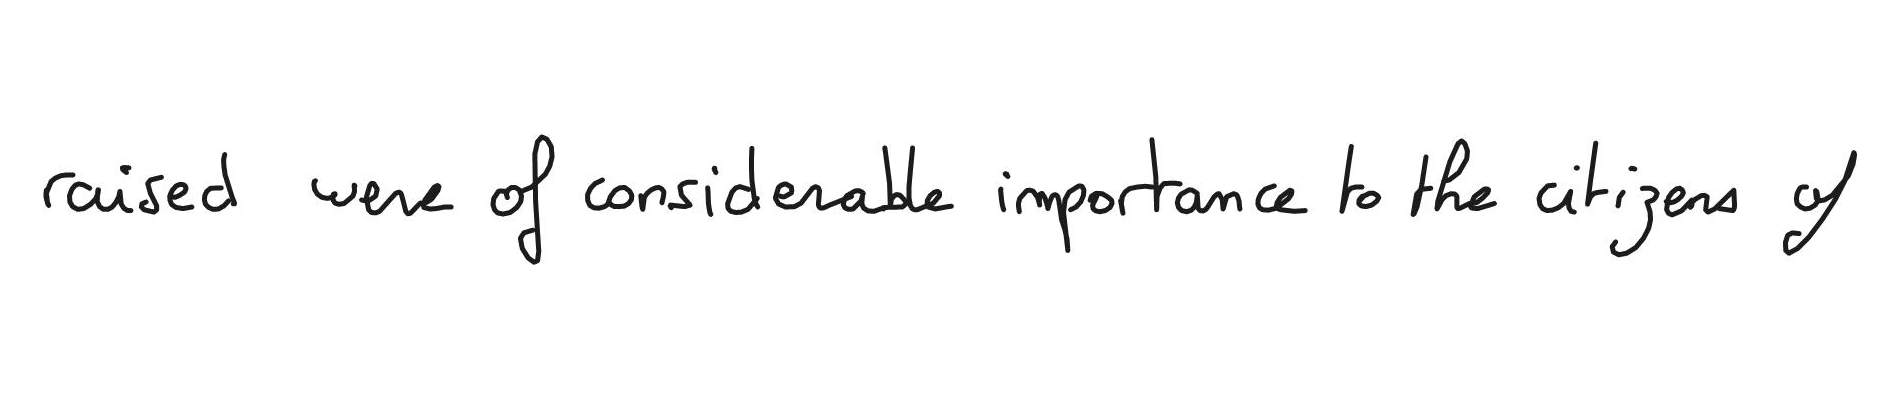 raised were of considerable importance to the citizens of